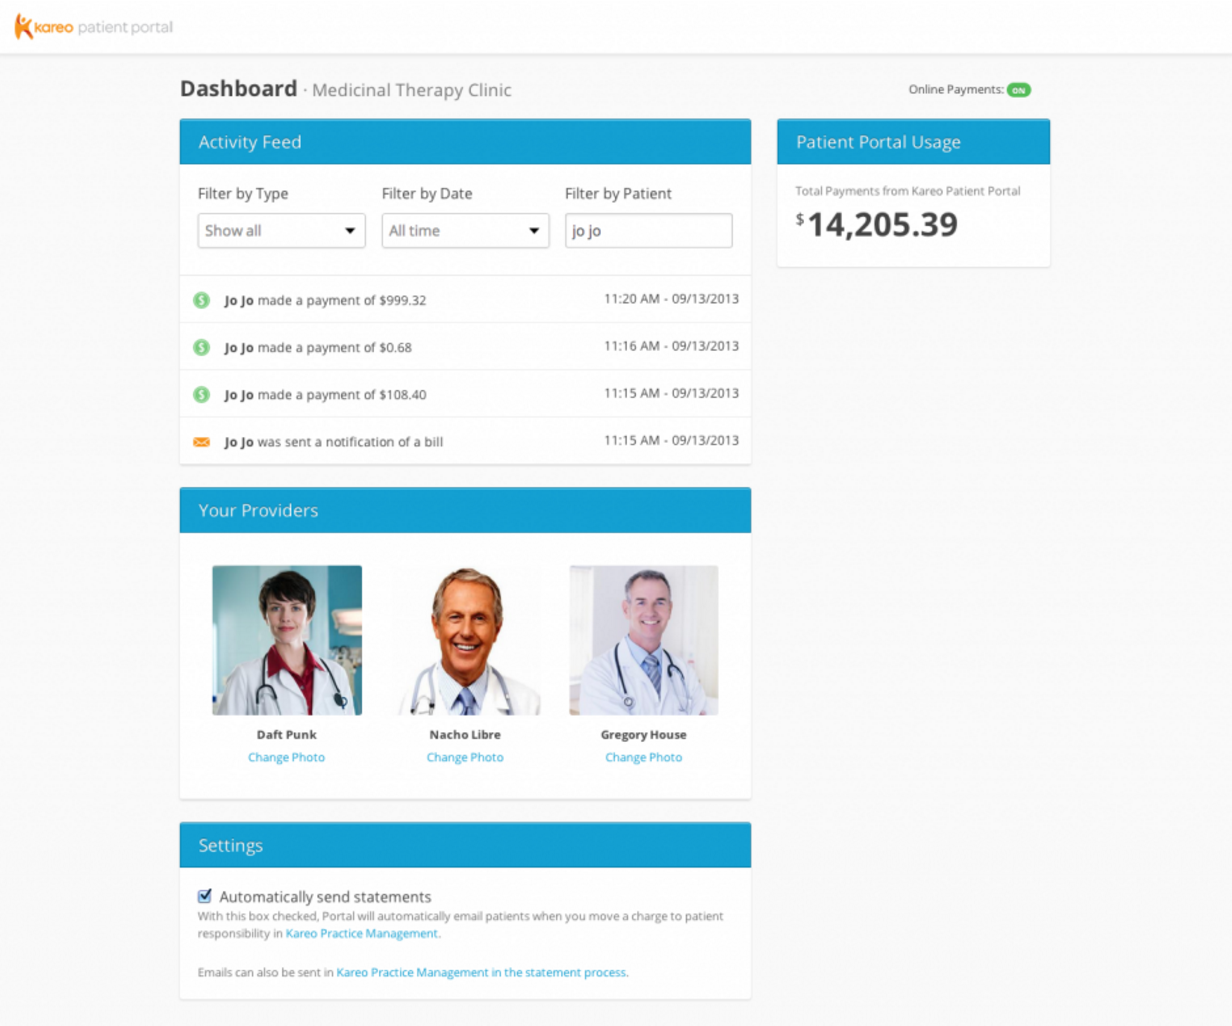 kareo patient portal
Dashboard · Medicinal Therapy Clinic
Online Payments: ON
Activity Feed
Filter by Type
Filter by Date
Filter by Patient
Show all
All time
jo jo
Jo Jo made a payment of $999.32
11:20 AM - 09/13/2013
Jo Jo made a payment of $0.68
11:16 AM - 09/13/2013
Jo Jo made a payment of $108.40
11:15 AM - 09/13/2013
Jo Jo was sent a notification of a bill
11:15 AM - 09/13/2013
Patient Portal Usage
Total Payments from Kareo Patient Portal
$14,205.39
Your Providers
Daft Punk
Change Photo
Nacho Libre
Change Photo
Gregory House
Change Photo
Settings
Automatically send statements
With this box checked, Portal will automatically email patients when you move a charge to patient
responsibility in Kareo Practice Management.
Emails can also be sent in Kareo Practice Management in the statement process.